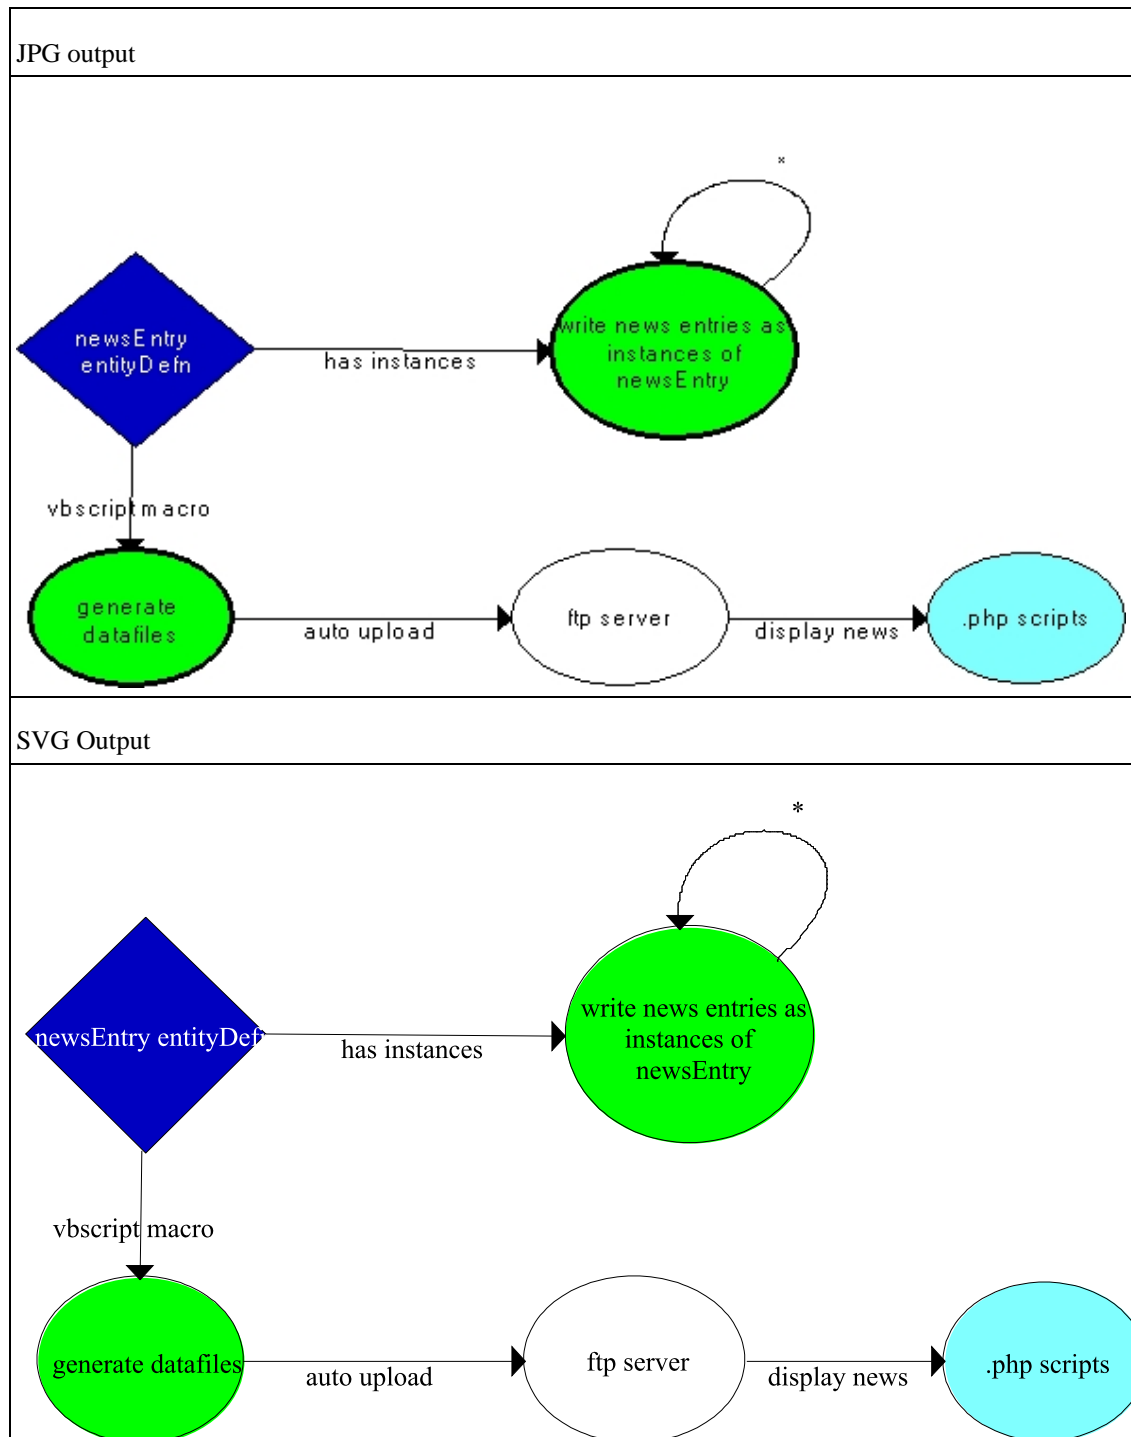 JPG output
*
newsEntry
entityDefn
has instances
write news entries as
instances of
newsEntry
vbscript macro
generate
datafiles
auto upload
ftp server
display news
.php scripts
SVG Output
*
newsEntry entityDef
has instances
write news entries as
instances of
newsEntry
vbscript macro
generate datafiles
auto upload
ftp server
display news
.php scripts